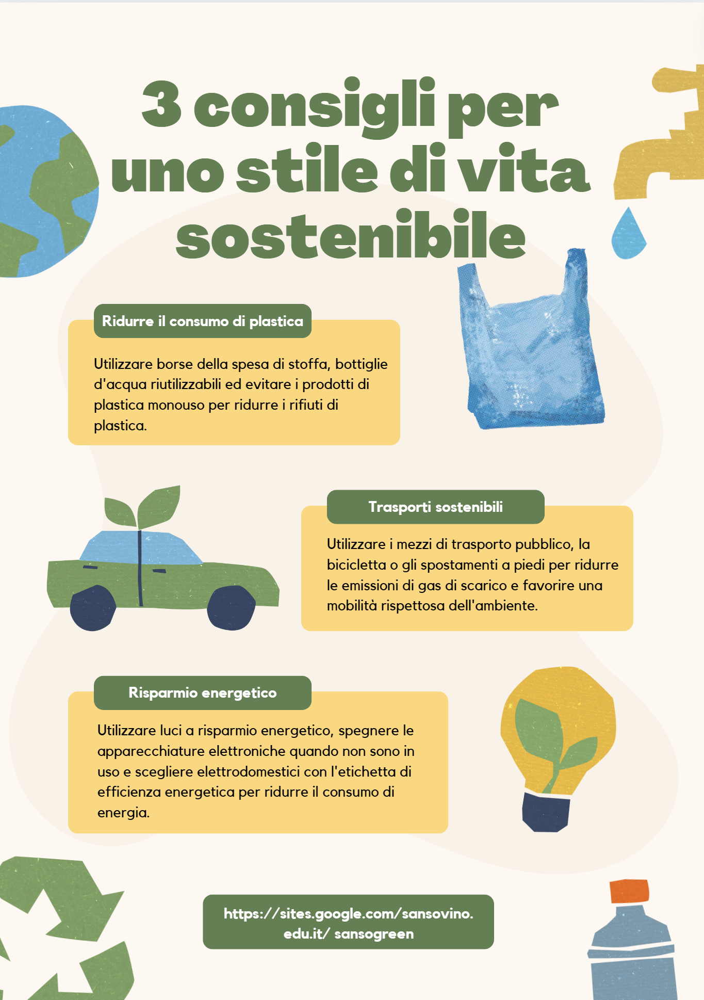 3 consigli per
uno stile di vita
sostenibile
Ridurre il consumo di plastica
Utilizzare borse della spesa di stoffa, bottiglie
d'acqua riutilizzabili ed evitare i prodotti di
plastica monouso per ridurre i rifiuti di
plastica.
Trasporti sostenibili
Utilizzare i mezzi di trasporto pubblico, la
bicicletta o gli spostamenti a piedi per ridurre
le emissioni di gas di scarico e favorire una
mobilità rispettosa dell'ambiente.
Risparmio energetico
Utilizzare luci a risparmio energetico, spegnere le
apparecchiature elettroniche quando non sono in
uso e scegliere elettrodomestici con l'etichetta di
efficienza energetica per ridurre il consumo di
energia.
https://sites.google.com/sansovino.
edu.it/ sansogreen